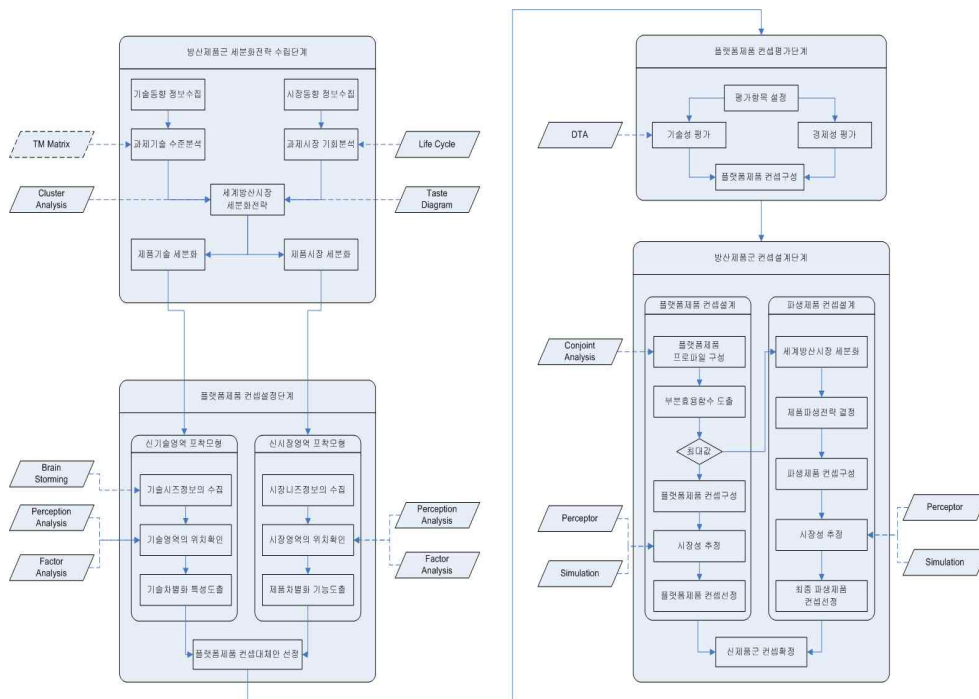 방산제품군 세분화전략 수립단계
기술동향 정보수집
시장동향 정보수집
TM Matrix
과제기술 수준분석
과제시장 기회분석
Life Cycle
Cluster
Analysis
세계방산시장
세분화전략
Taste
Diagram
제품기술 세분화
제품시장 세분화
플랫폼제품 컨셉설정단계
신기술영역 포착모형
신시장영역 포착모형
Brain
Storming
기술시즈정보의 수집
시장니즈정보의 수집
Perception
Analysis
Factor
Analysis
기술영역의 위치확인
시장영역의 위치확인
Perception
Analysis
Factor
Analysis
기술차별화 특성도출
제품차별화 기능도출
플랫폼제품 컨셉대체안 선정
플랫폼제품 컨셉평가단계
평가항목 설정
DTA
기술성 평가
경제성 평가
플랫폼제품 컨셉구성
방산제품군 컨셉설계단계
플랫폼제품 컨셉설계
파생제품 컨셉설계
Conjoint
Analysis
플랫폼제품
프로파일 구성
세계방산시장 세분화
부분효용함수 도출
제품파생전략 결정
최대값
플랫폼제품 컨셉구성
파생제품 컨셉구성
Perceptor
Simulation
시장성 추정
시장성 추정
Perceptor
Simulation
플랫폼제품 컨셉선정
최종 파생제품
컨셉선정
신제품군 컨셉확정